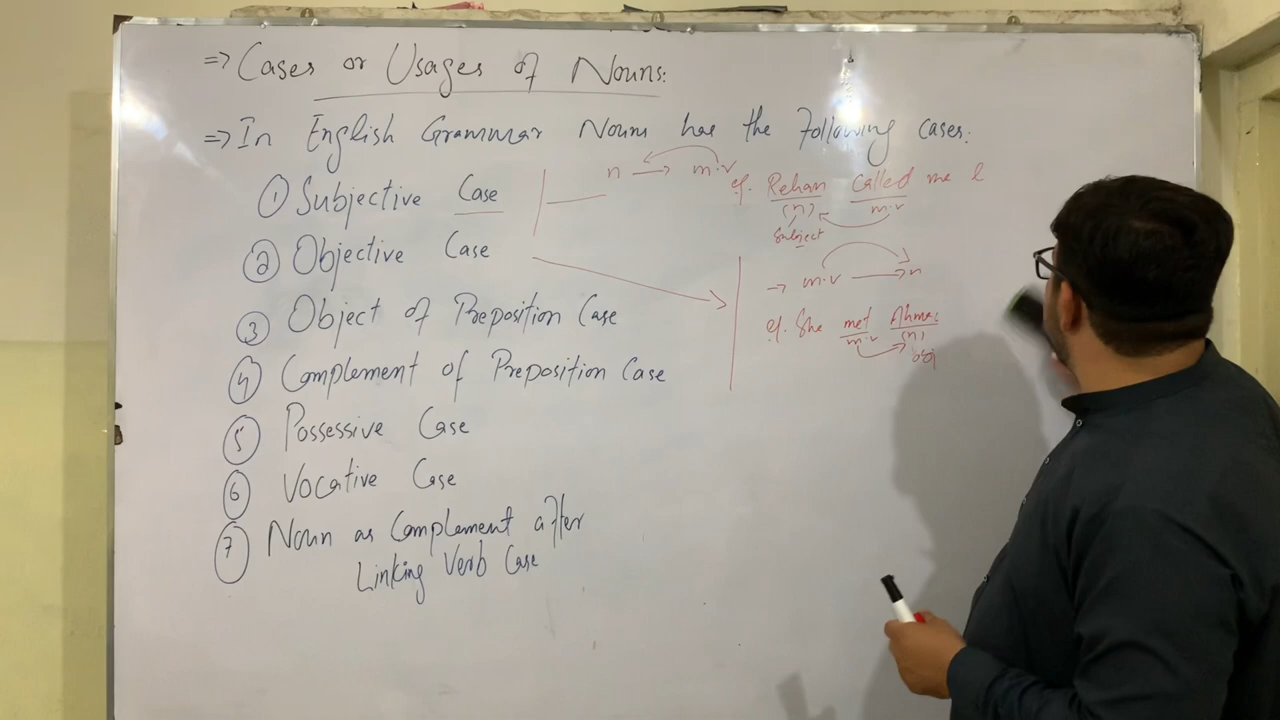 => Cases or Usages of Nouns:
=> In English Grammar Nouns has the Following cases:
① Subjective Case
② Objective Case
③ Object of Preposition Case
④ Complement of Preposition Case
⑤ Possessive Case
⑥ Vocative Case
⑦ Noun as Complement after
Linking Verb Case
n → m.v
eg. Rehan Called me
(n) m.v
Subject
→ m.v → n
eg. She met Ahmad
m.v (n)
obj